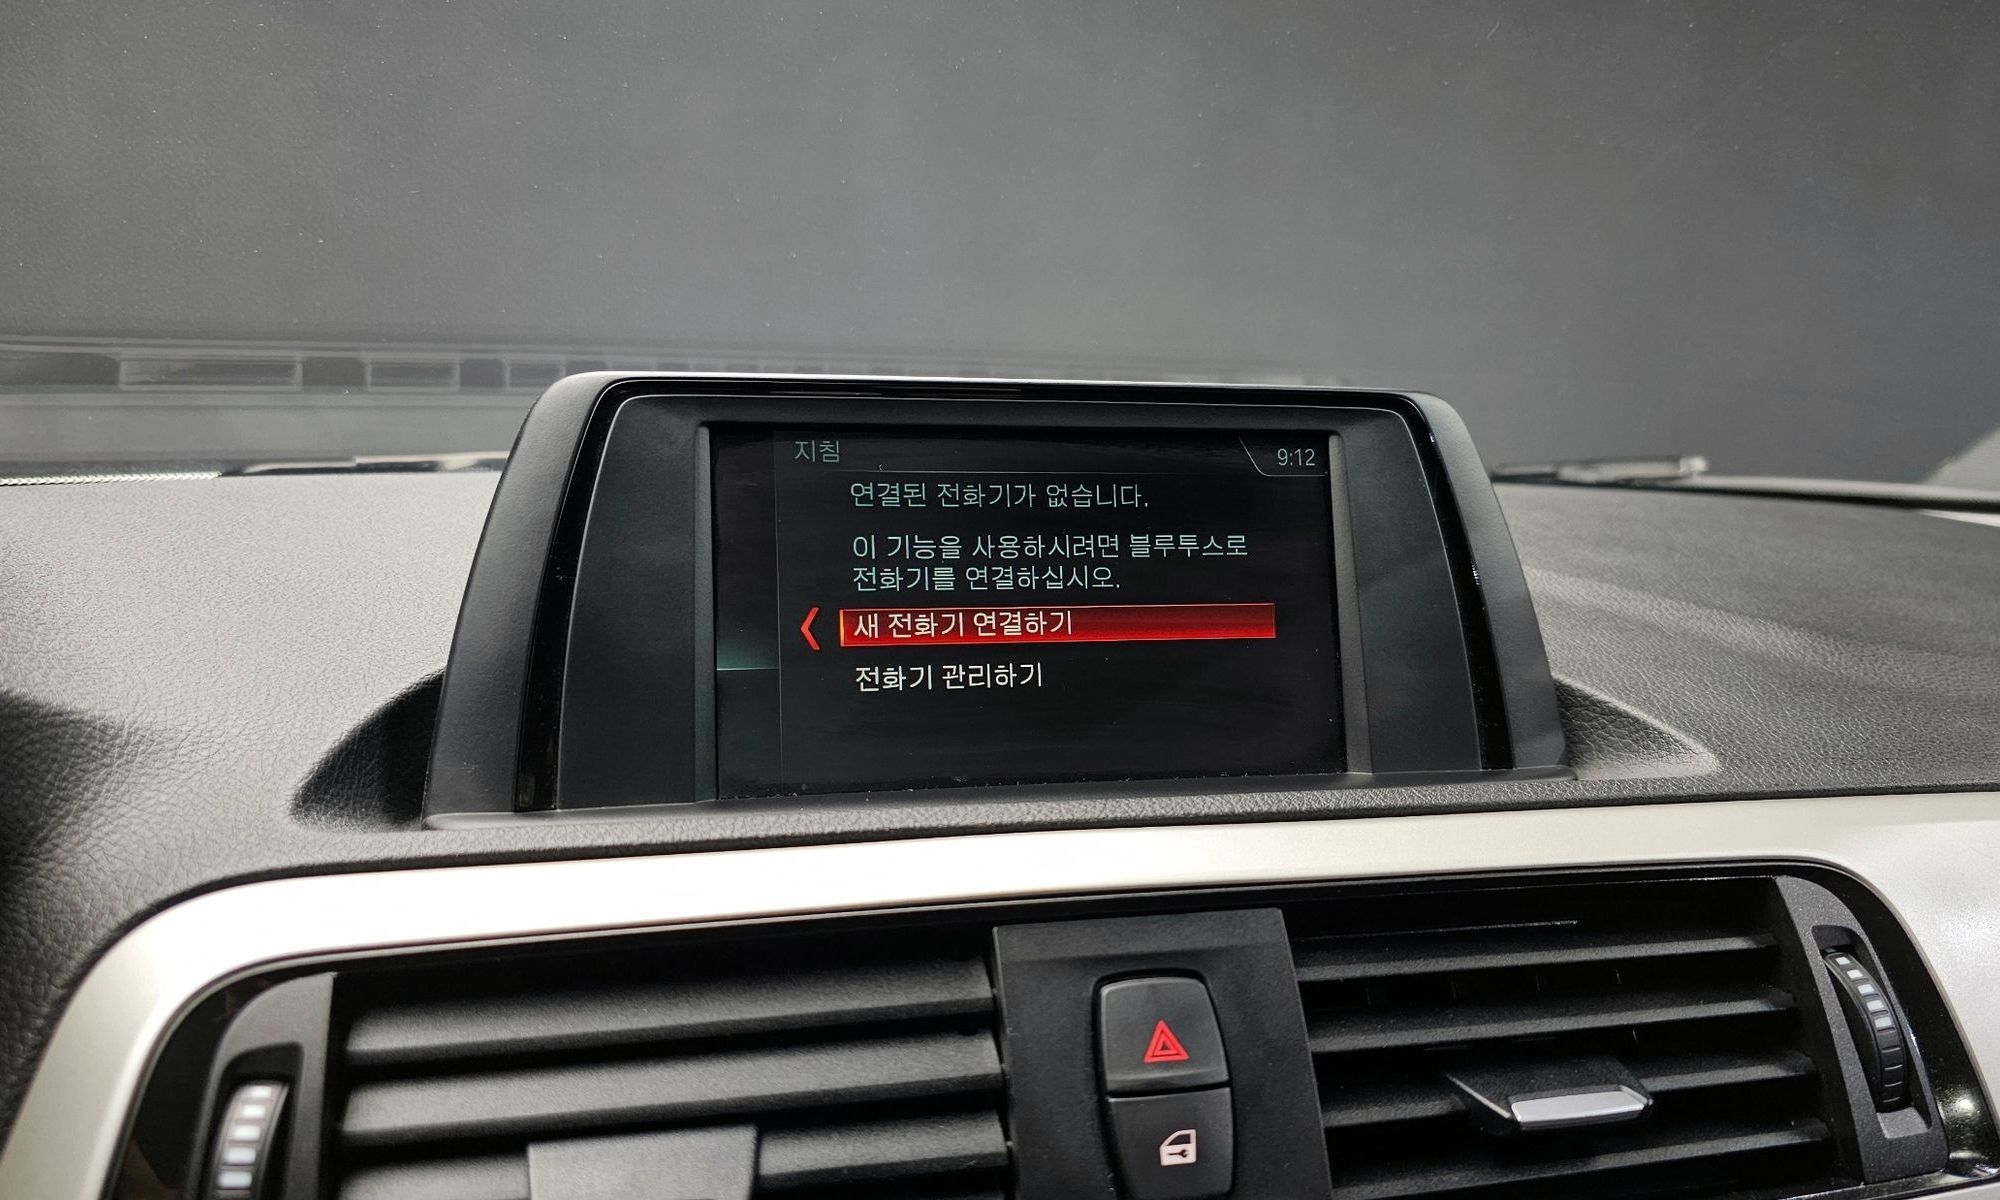 지침
9:12
연결된 전화기가 없습니다.
이 기능을 사용하시려면 블루투스로
전화기를 연결하십시오.
새 전화기 연결하기
전화기 관리하기